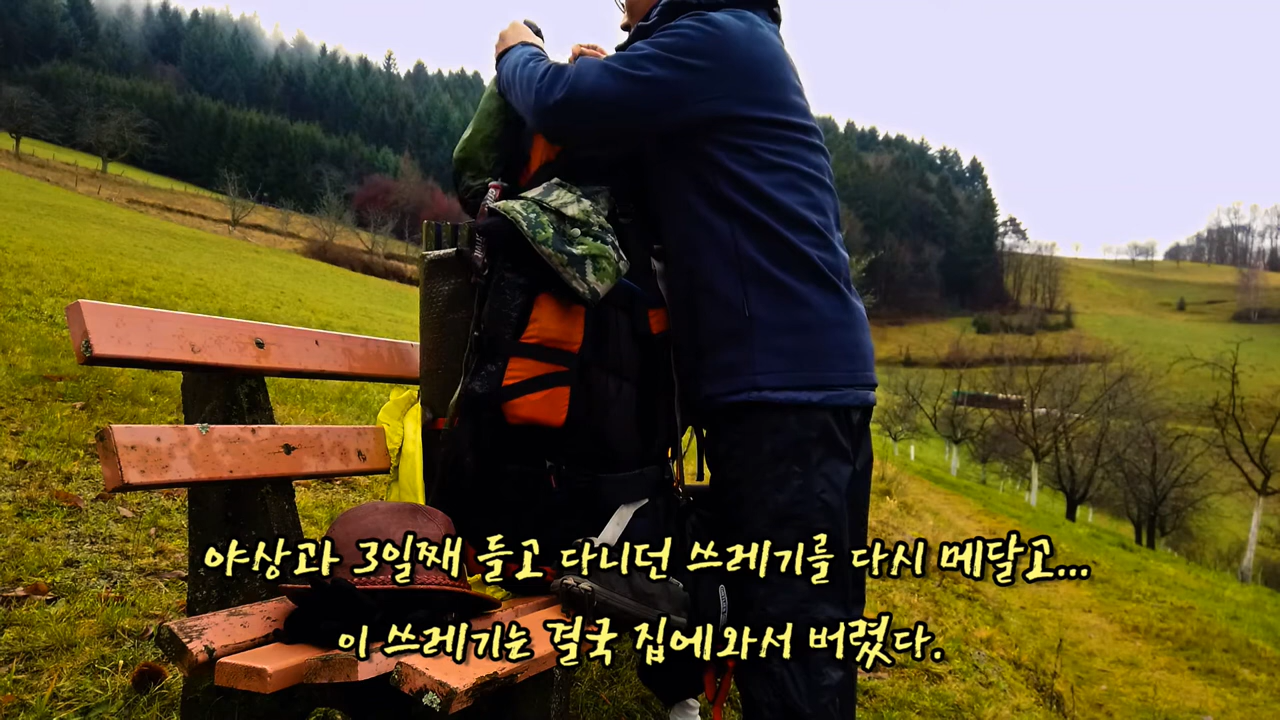 야상과 3일째 들고 다니던 쓰레기를 다시 메달고...
이 쓰레기는 결국 집에와서 버렸다.